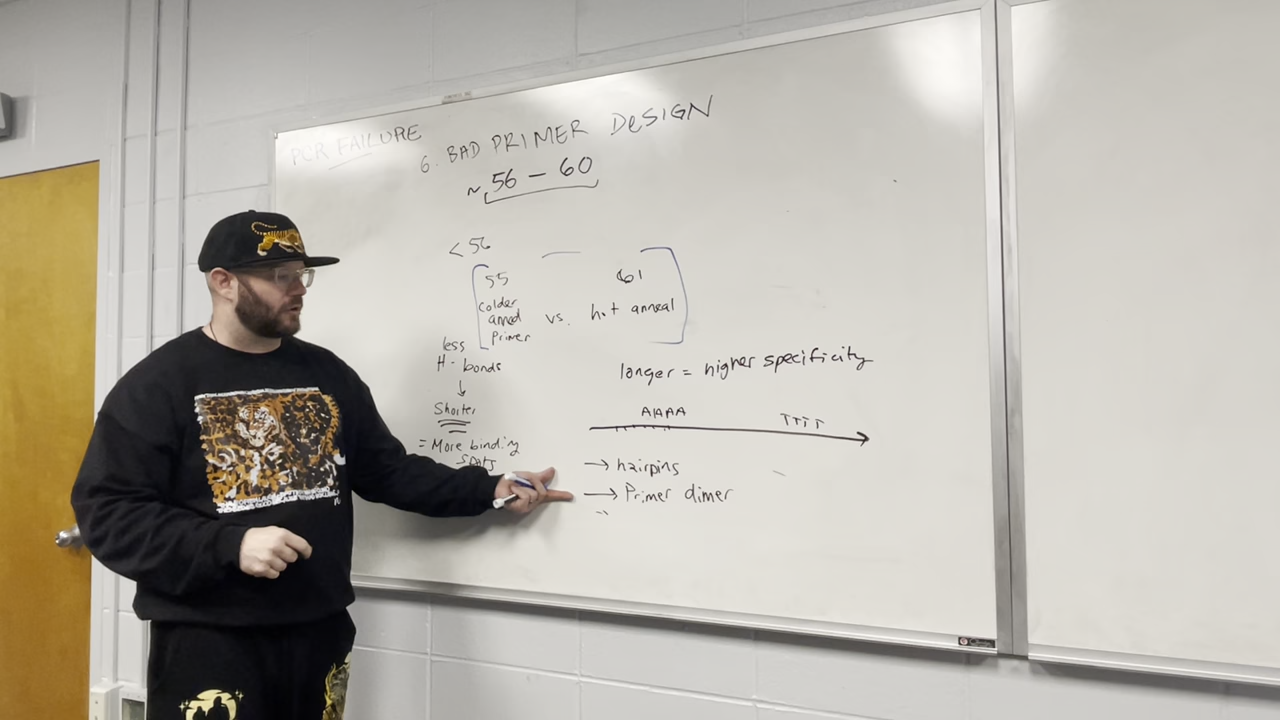 PCR FAILURE
6. BAD PRIMER DeSIGN
~ 56 - 60
< 56
55
61
colder
anneal
Primer
vs.
hot anneal
less
H-bonds
↓
Shorter
= More binding
spots
longer = higher specificity
AAAA
TTTT
→ hairpins
→ Primer dimer